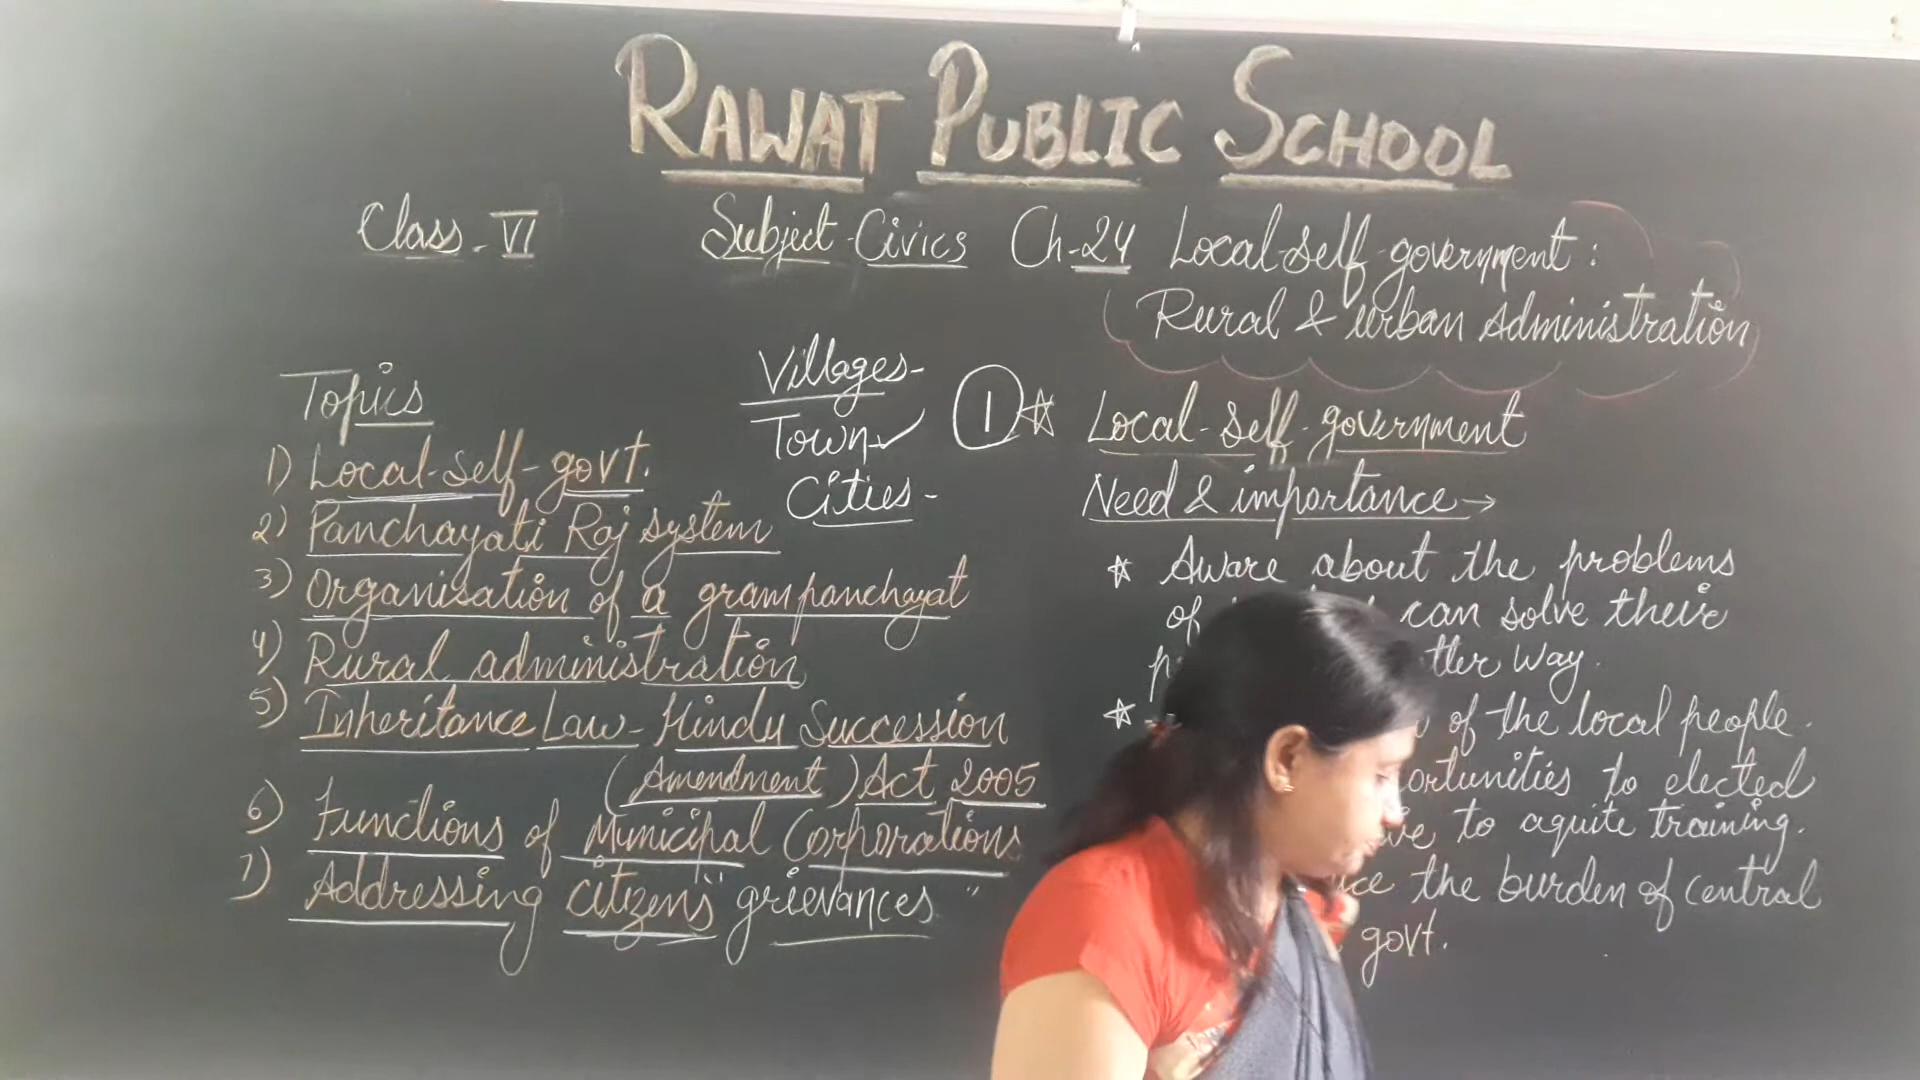 RAWAT PUBLIC SCHOOL
Class-VI Subject-Civics Ch-24 Local-self-government:
Rural & urban administration
Topics
1) Local-self-govt.
2) Panchayati Raj system
3) Organisation of a gram panchayat
4) Rural administration
5) Inheritance Law-Hindu Succession
(Amendment) Act 2005
6) Functions of Municipal Corporations
7) Addressing citizen's grievances"
Villages-
Town-✓
Cities-
1 ☆ Local-self-government
Need & importance→
☆ Aware about the problems
of can solve their
way.
☆ of the local people.
to elected
to aquite training.
the burden of central
govt.